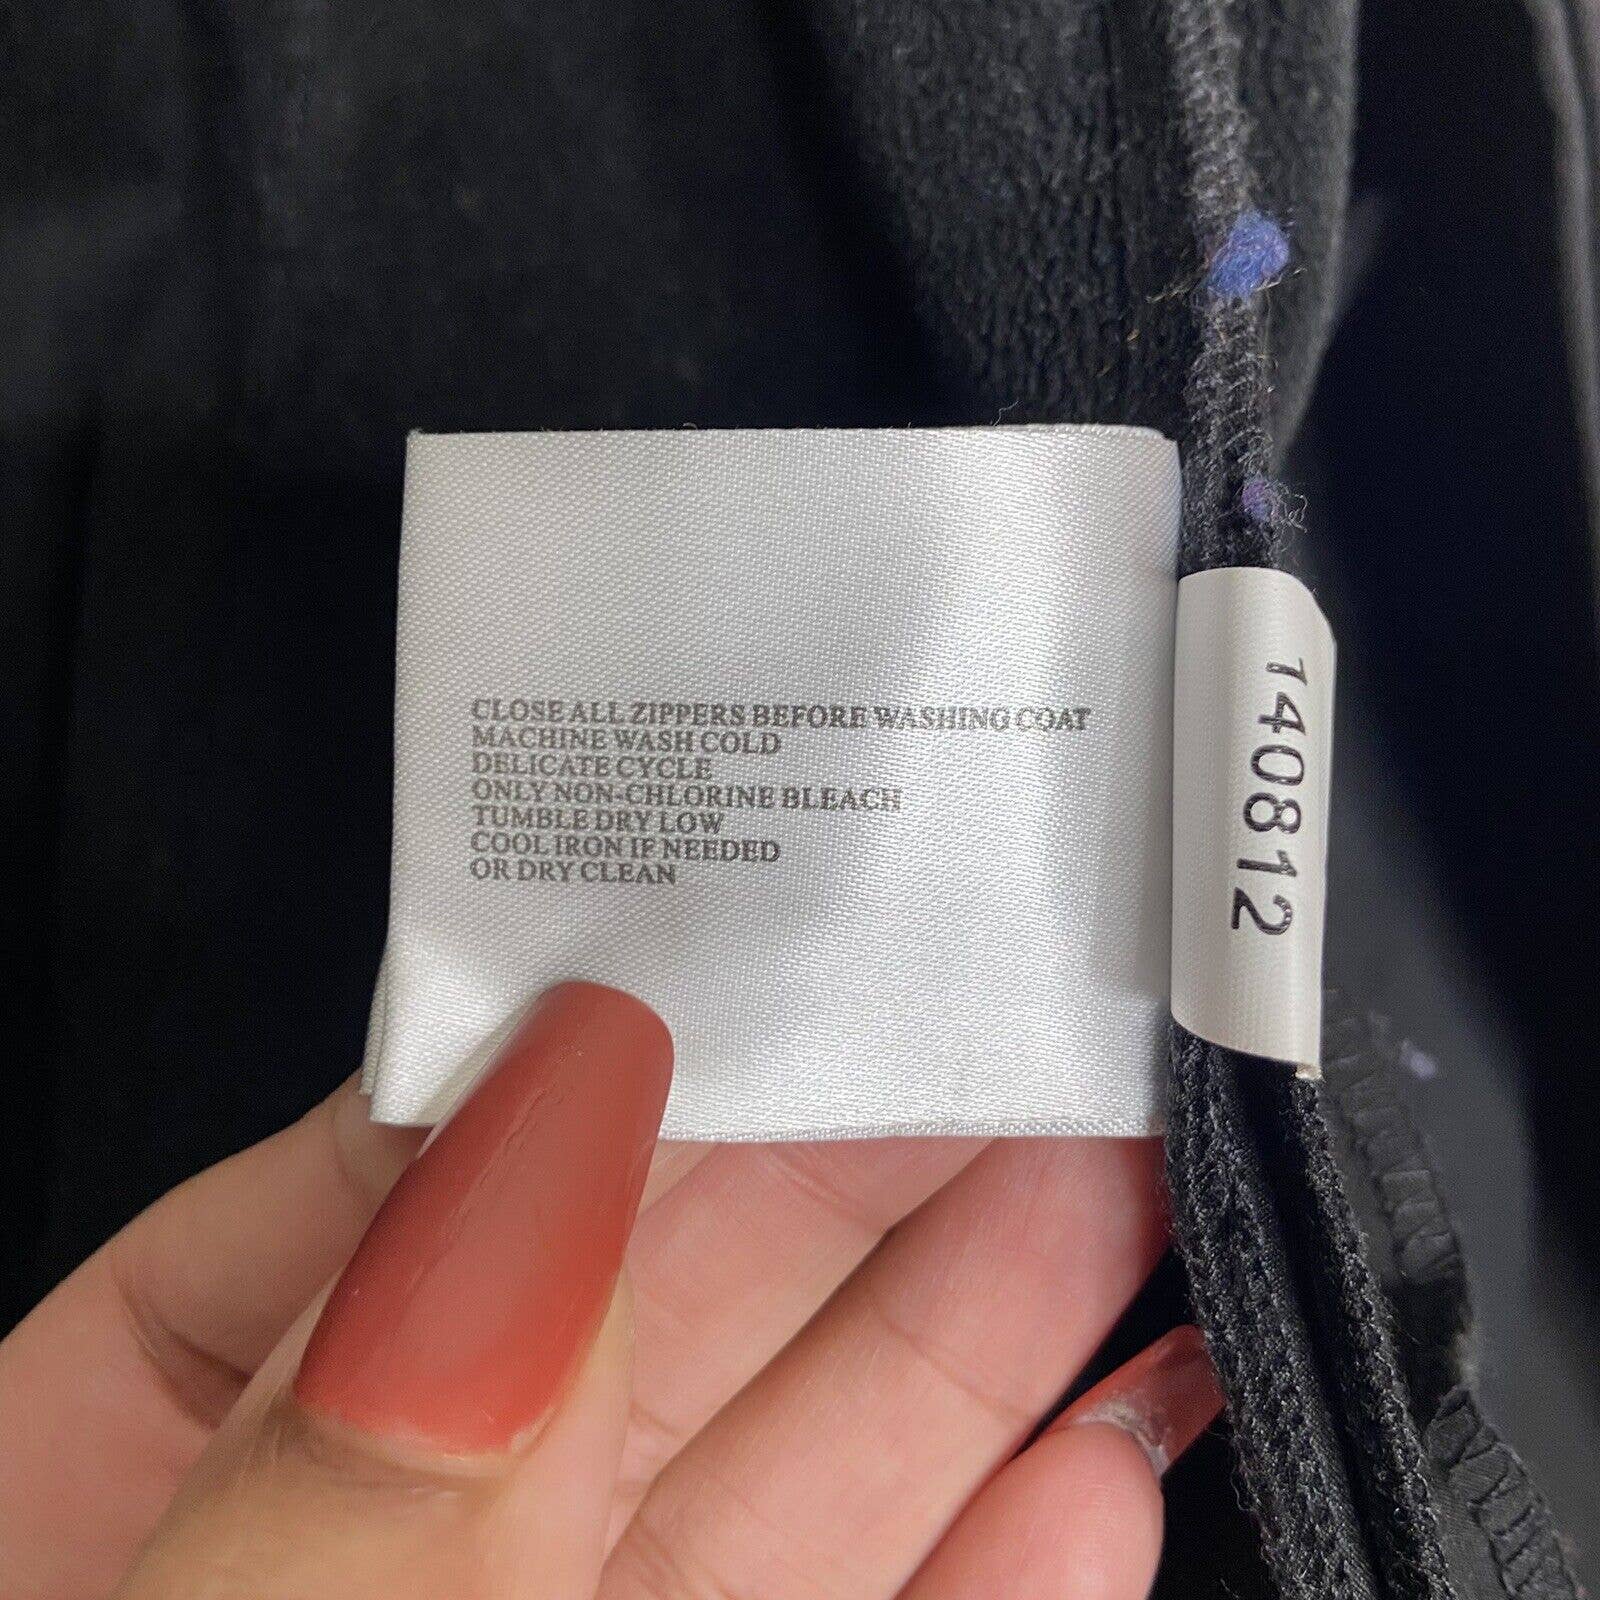 CLOSE ALL ZIPPERS BEFORE WASHING COAT
MACHINE WASH COLD
DELICATE CYCLE
ONLY NON-CHLORINE BLEACH
TUMBLE DRY LOW
COOL IRON IF NEEDED
OR DRY CLEAN
140812